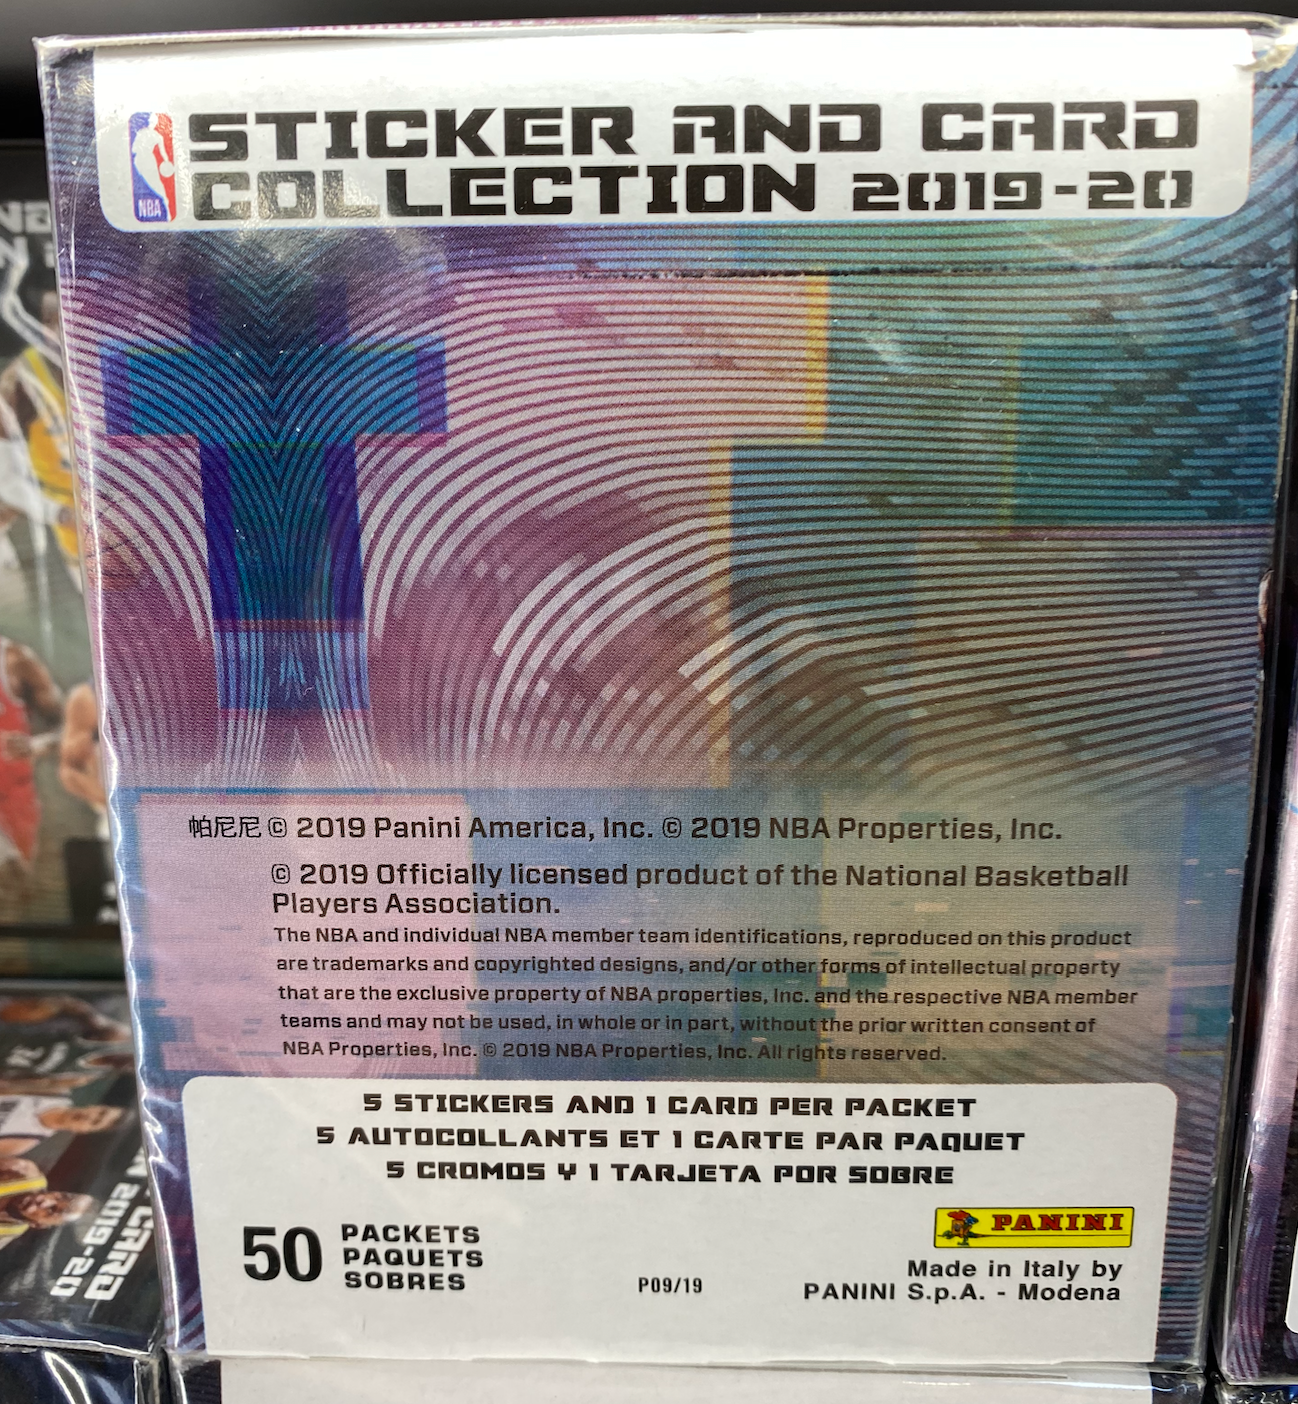 NBA
STICKER AND CARD
COLLECTION 2019-20
帕尼尼 © 2019 Panini America, Inc. © 2019 NBA Properties, Inc.
© 2019 Officially licensed product of the National Basketball
Players Association.
The NBA and individual NBA member team identifications, reproduced on this product
are trademarks and copyrighted designs, and/or other forms of intellectual property
that are the exclusive property of NBA properties, Inc. and the respective NBA member
teams and may not be used, in whole or in part, without the prior written consent of
NBA Properties, Inc. © 2019 NBA Properties, Inc. All rights reserved.
5 STICKERS AND 1 CARD PER PACKET
5 AUTOCOLLANTS ET 1 CARTE PAR PAQUET
5 CROMOS Y 1 TARJETA POR SOBRE
50 PACKETS
PAQUETS
SOBRES
P09/19
PANINI
Made in Italy by
PANINI S.p.A. - Modena
CARD
2019-20